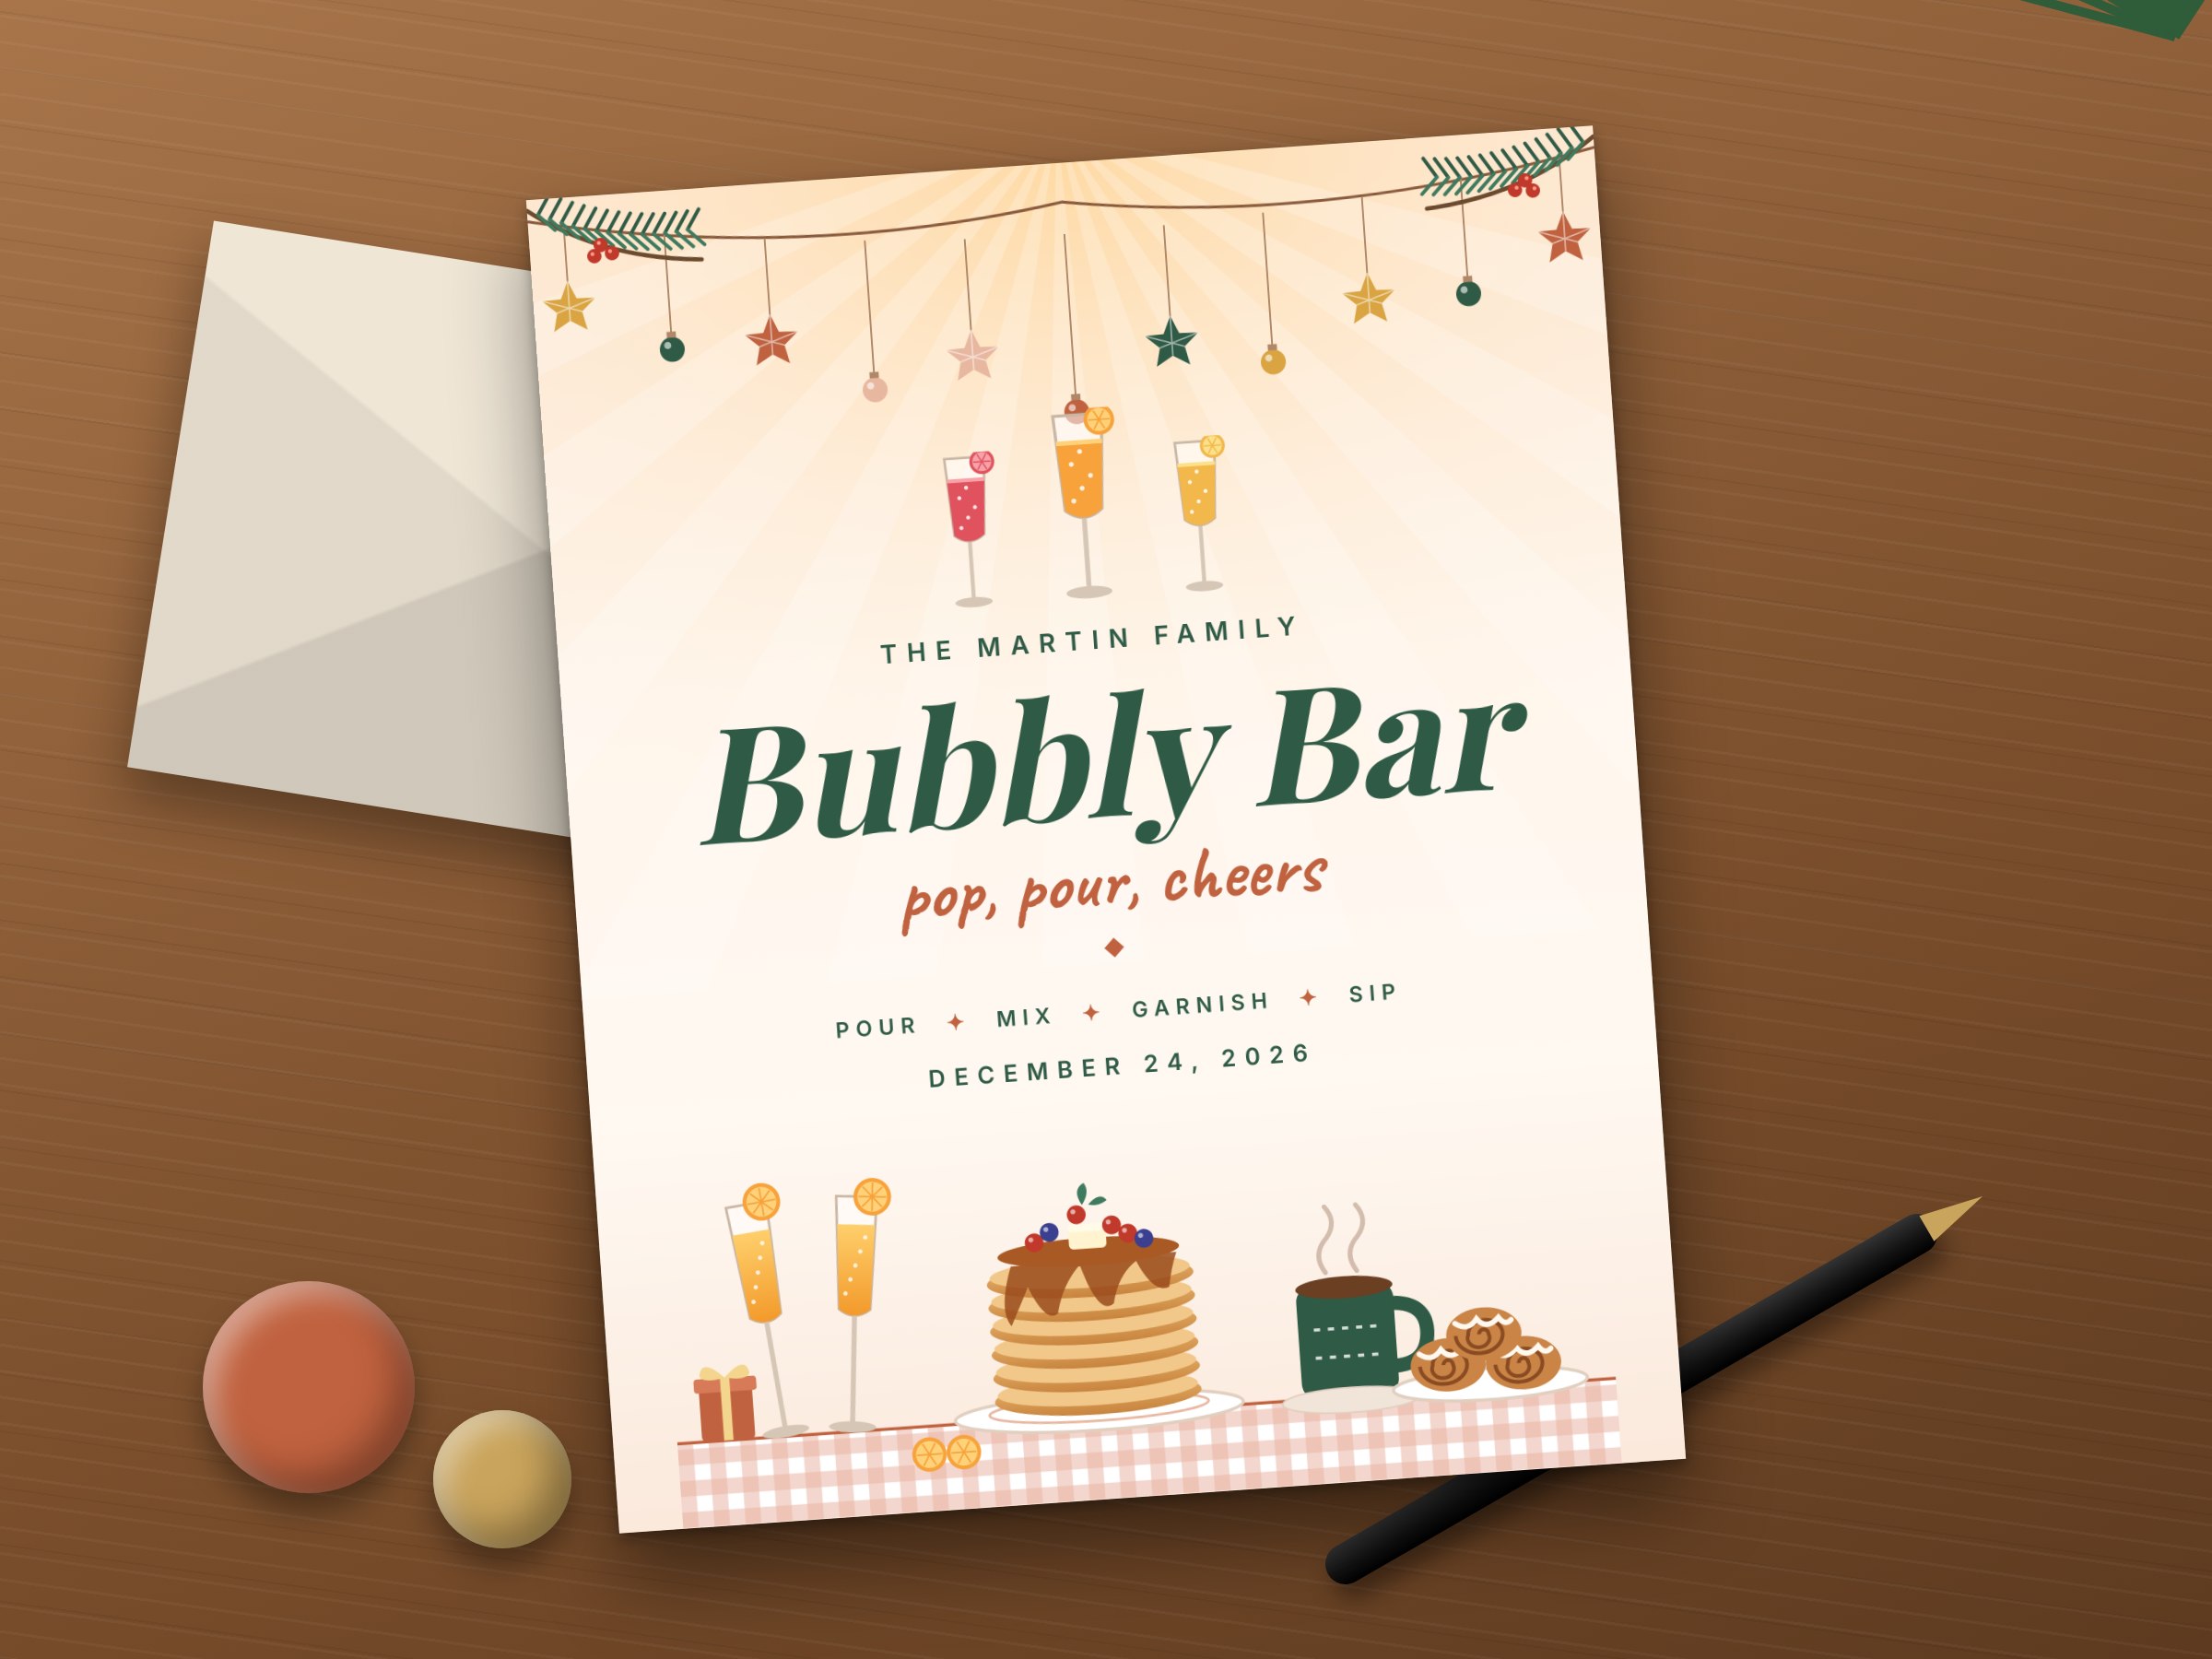 THE MARTIN FAMILY
Bubbly Bar
pop, pour, cheers
POUR ✦ MIX ✦ GARNISH ✦ SIP
DECEMBER 24, 2026